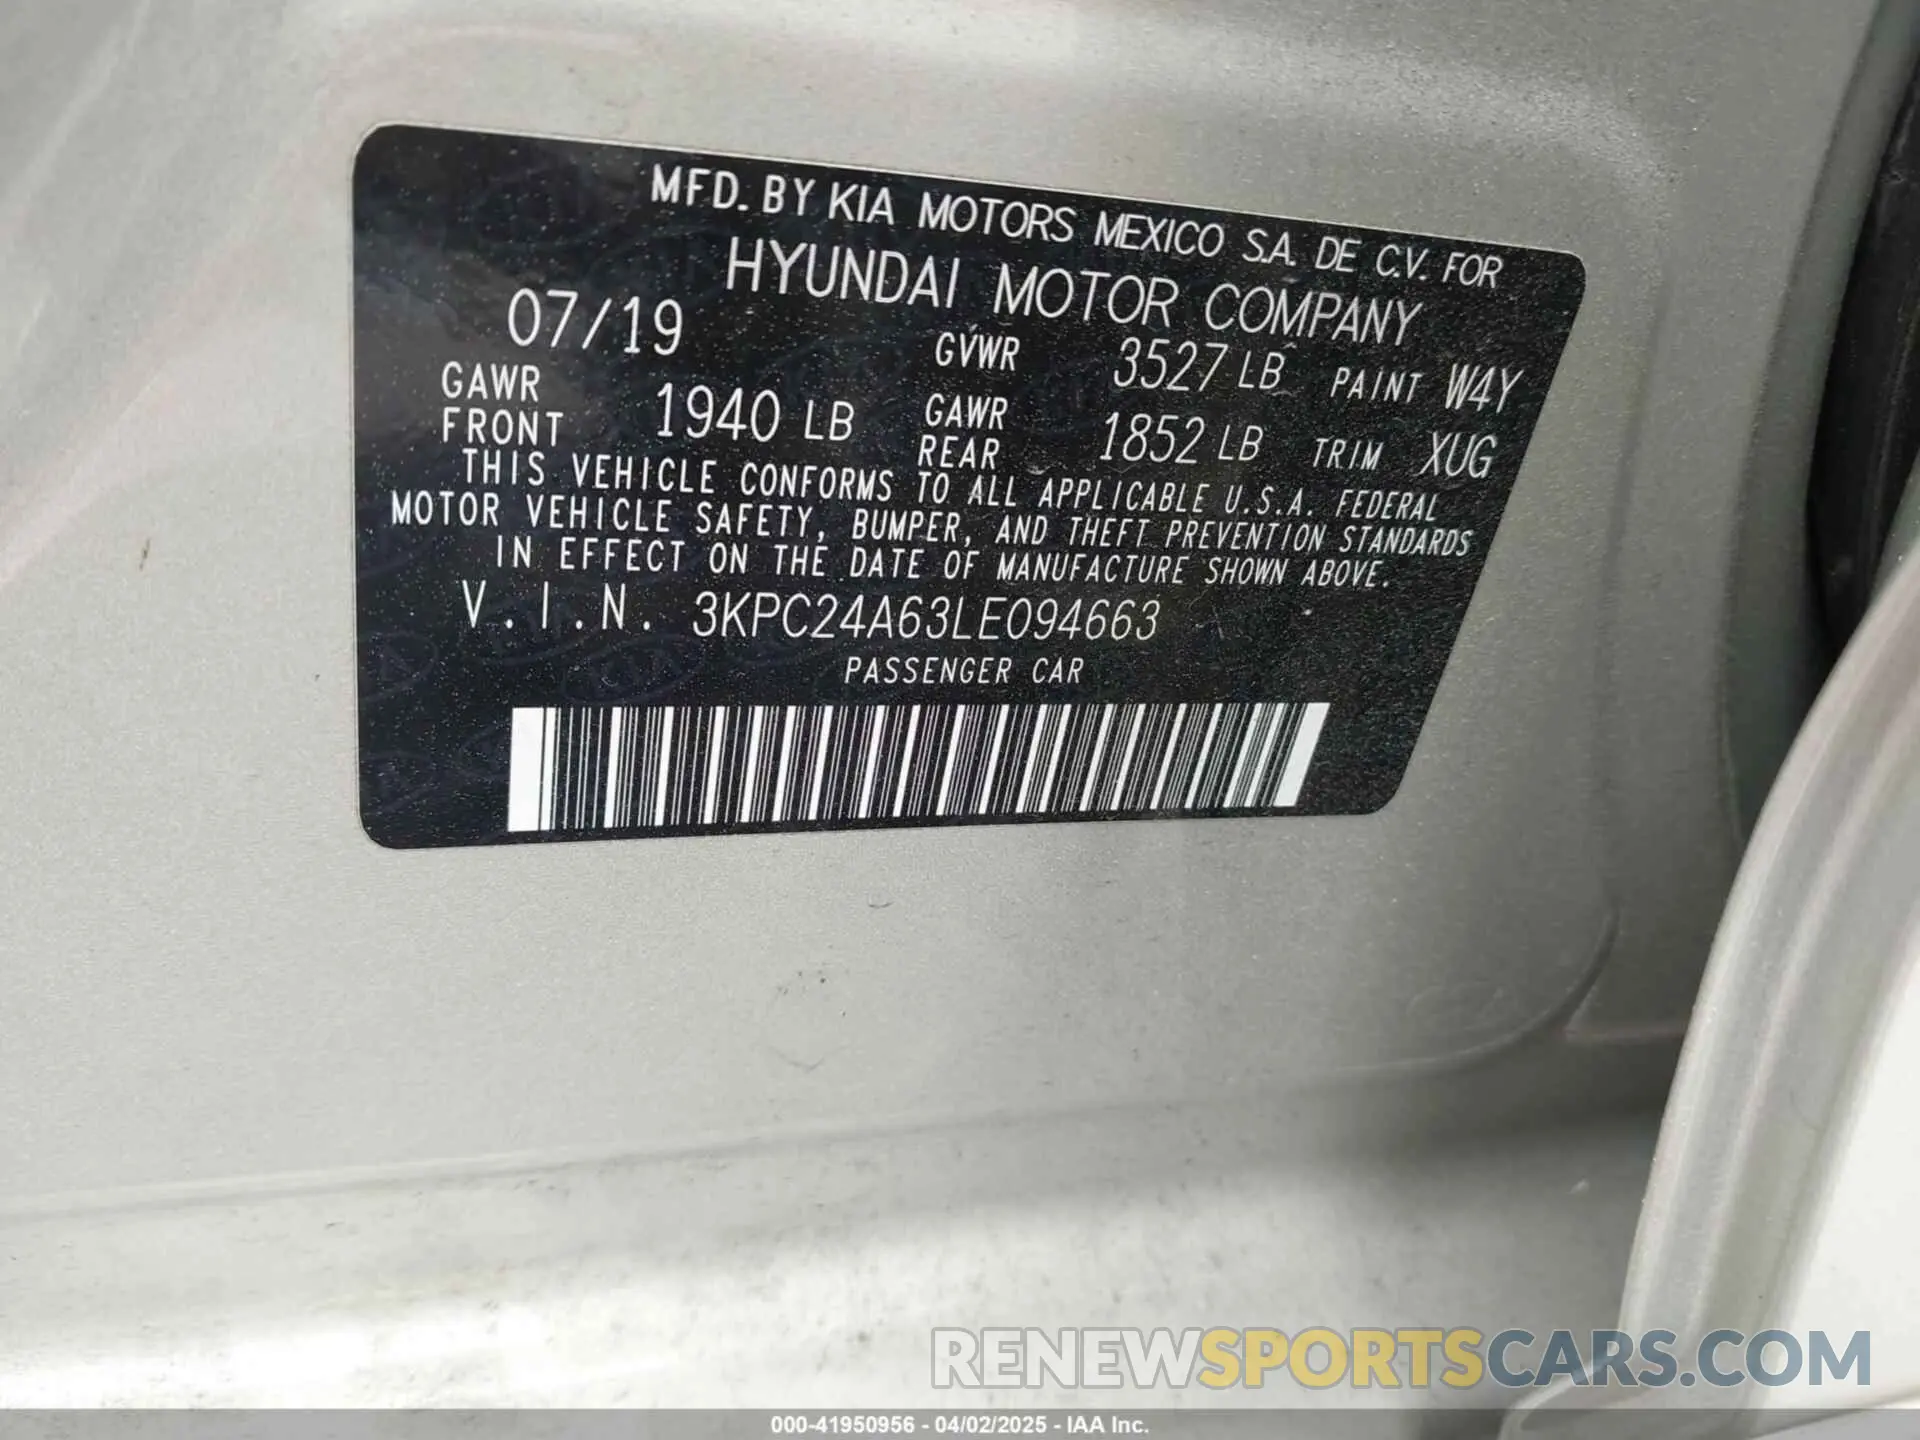 MFD. BY KIA MOTORS MEXICO S.A. DE C.V. FOR
HYUNDAI MOTOR COMPANY
07/19 GVWR 3527 LB PAINT W4Y
GAWR FRONT 1940 LB GAWR REAR 1852 LB TRIM XUG
THIS VEHICLE CONFORMS TO ALL APPLICABLE U.S.A. FEDERAL
MOTOR VEHICLE SAFETY, BUMPER, AND THEFT PREVENTION STANDARDS
IN EFFECT ON THE DATE OF MANUFACTURE SHOWN ABOVE.
V.I.N. 3KPC24A63LE094663
PASSENGER CAR
RENEWSPORTSCARS.COM
000-41950956 - 04/02/2025 - IAA Inc.